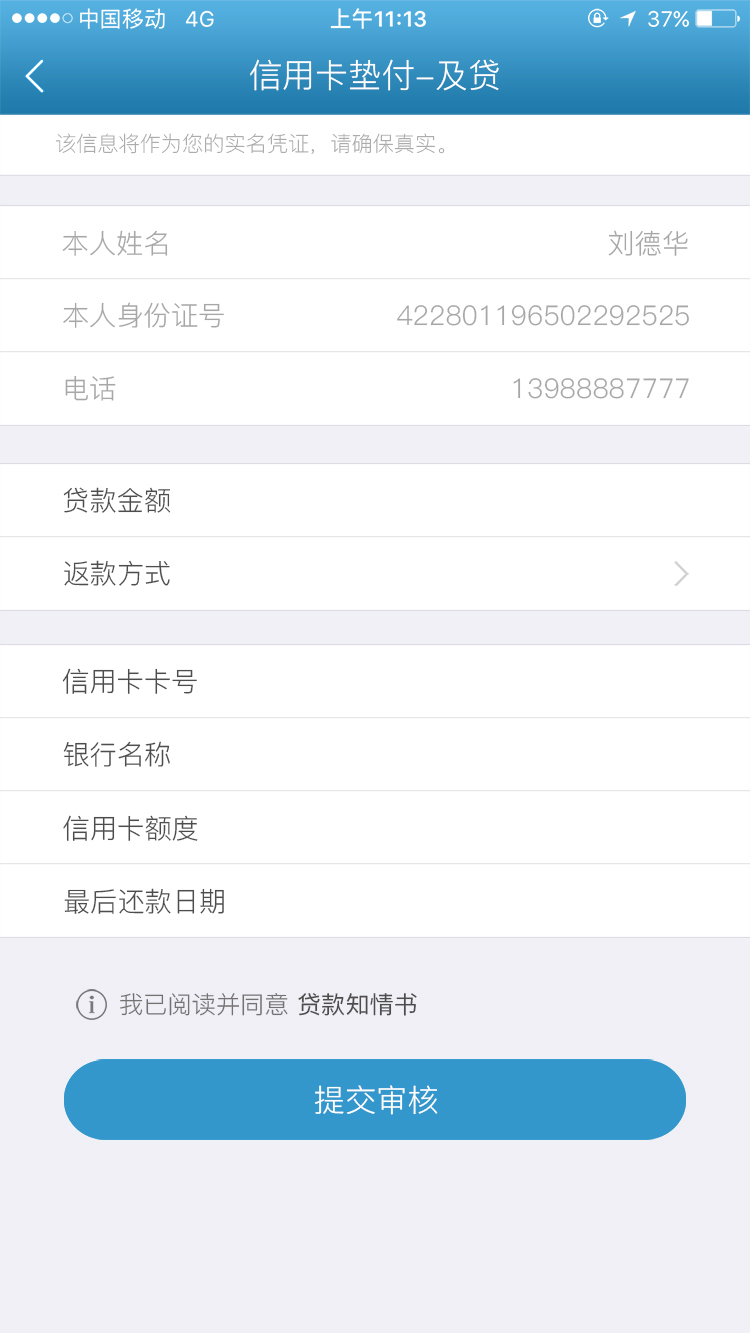 中国移动 4G 上午11:13 37%
信用卡垫付–及贷
该信息将作为您的实名凭证，请确保真实。
本人姓名 刘德华
本人身份证号 422801196502292525
电话 13988887777
贷款金额
返款方式
信用卡卡号
银行名称
信用卡额度
最后还款日期
我已阅读并同意 贷款知情书
提交审核